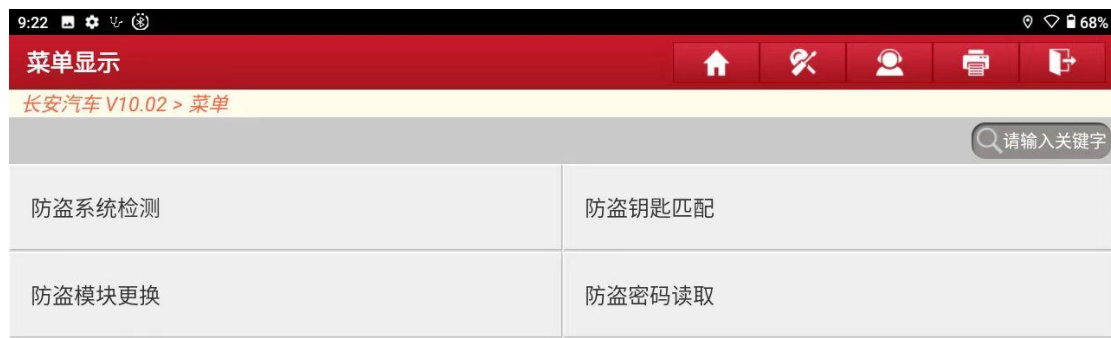 9:22
68%
菜单显示
长安汽车 V10.02 > 菜单
请输入关键字
防盗系统检测
防盗钥匙匹配
防盗模块更换
防盗密码读取